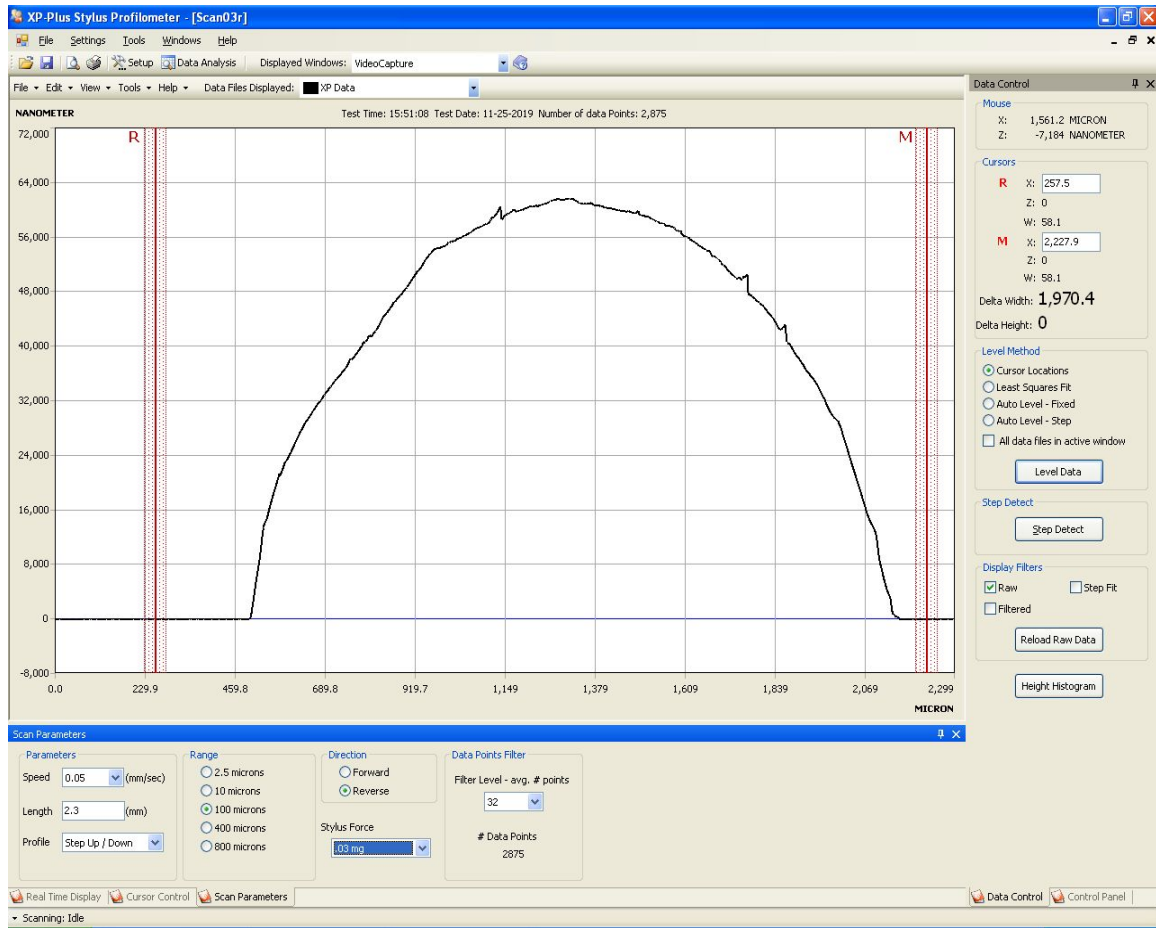 XP-Plus Stylus Profilometer - [Scan03r]
File Settings Tools Windows Help
Setup Data Analysis Displayed Windows: VideoCapture
File Edit View Tools Help Data Files Displayed: XP Data
NANOMETER
Test Time: 15:51:08 Test Date: 11-25-2019 Number of data Points: 2,875
72,000
R
M
64,000
56,000
48,000
40,000
32,000
24,000
16,000
8,000
0
-8,000
0.0 229.9 459.8 689.8 919.7 1,149 1,379 1,609 1,839 2,069 2,299
MICRON
Data Control
Mouse
X: 1,561.2 MICRON
Z: -7,184 NANOMETER
Cursors
R X: 257.5
Z: 0
W: 58.1
M X: 2,227.9
Z: 0
W: 58.1
Delta Width: 1,970.4
Delta Height: 0
Level Method
Cursor Locations
Least Squares Fit
Auto Level - Fixed
Auto Level - Step
All data files in active window
Level Data
Step Detect
Step Detect
Display Filters
Raw Step Fit
Filtered
Reload Raw Data
Height Histogram
Scan Parameters
Parameters
Speed 0.05 (mm/sec)
Length 2.3 (mm)
Profile Step Up / Down
Range
2.5 microns
10 microns
100 microns
400 microns
800 microns
Direction
Forward
Reverse
Stylus Force
.03 mg
Data Points Filter
Filter Level - avg. # points
32
# Data Points
2875
Real Time Display Cursor Control Scan Parameters
Data Control Control Panel
Scanning: Idle